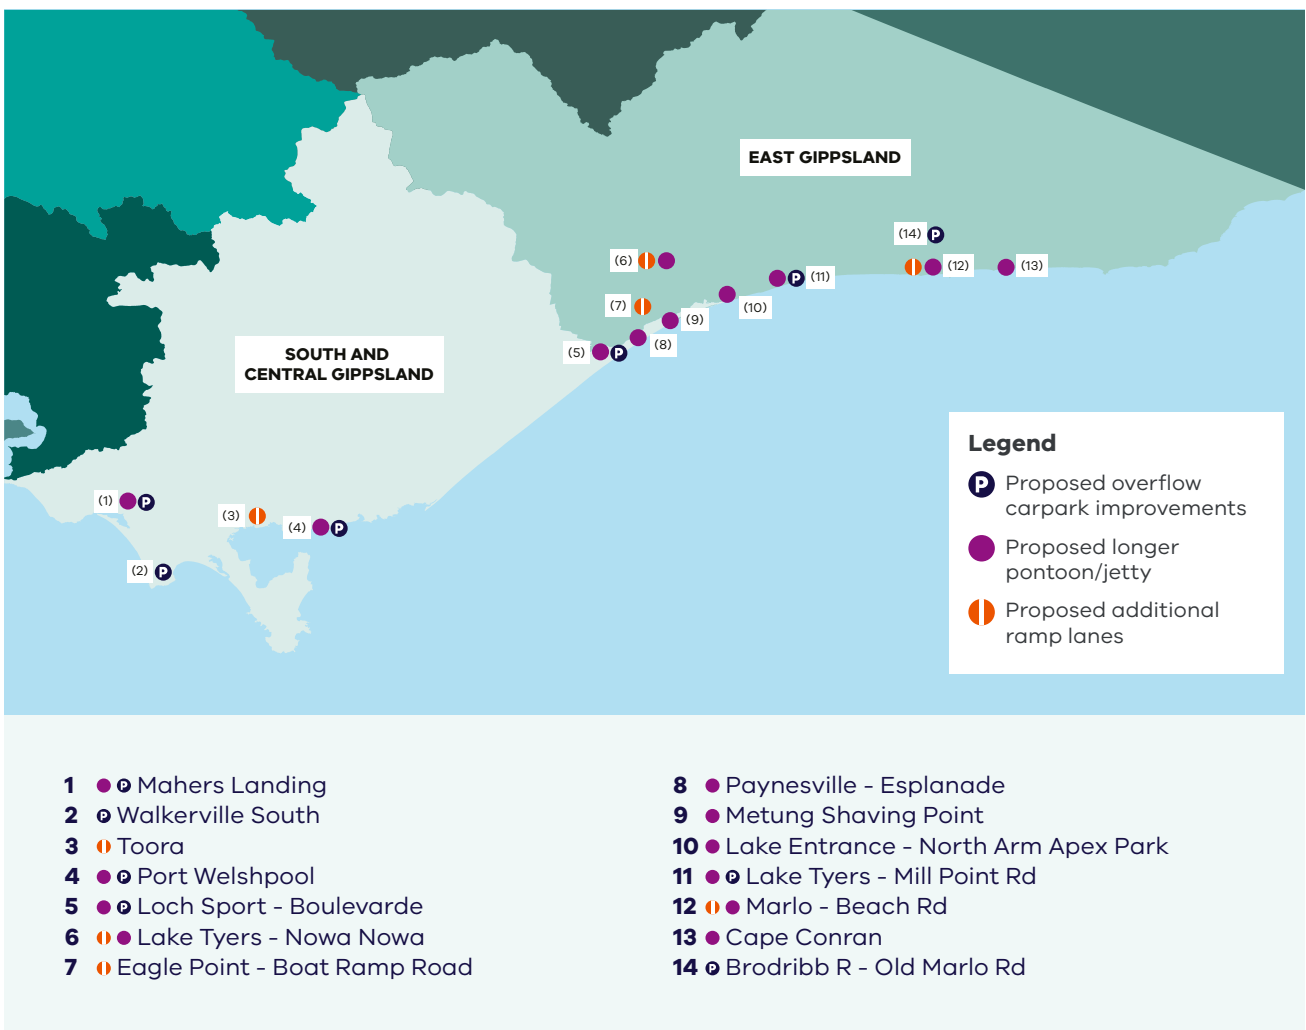 EAST GIPPSLAND
(14) P
(6)
(12)
(13)
(11)
P
(7)
(10)
(9)
(8)
(5) P
SOUTH AND
CENTRAL GIPPSLAND
(1) P
(3)
(4) P
(2) P
Legend
P Proposed overflow
carpark improvements
Proposed longer
pontoon/jetty
Proposed additional
ramp lanes
1 P Mahers Landing
2 P Walkerville South
3 Toora
4 P Port Welshpool
5 P Loch Sport - Boulevarde
6 Lake Tyers - Nowa Nowa
7 Eagle Point - Boat Ramp Road
8 Paynesville - Esplanade
9 Metung Shaving Point
10 Lake Entrance - North Arm Apex Park
11 P Lake Tyers - Mill Point Rd
12 Marlo - Beach Rd
13 Cape Conran
14 P Brodribb R - Old Marlo Rd